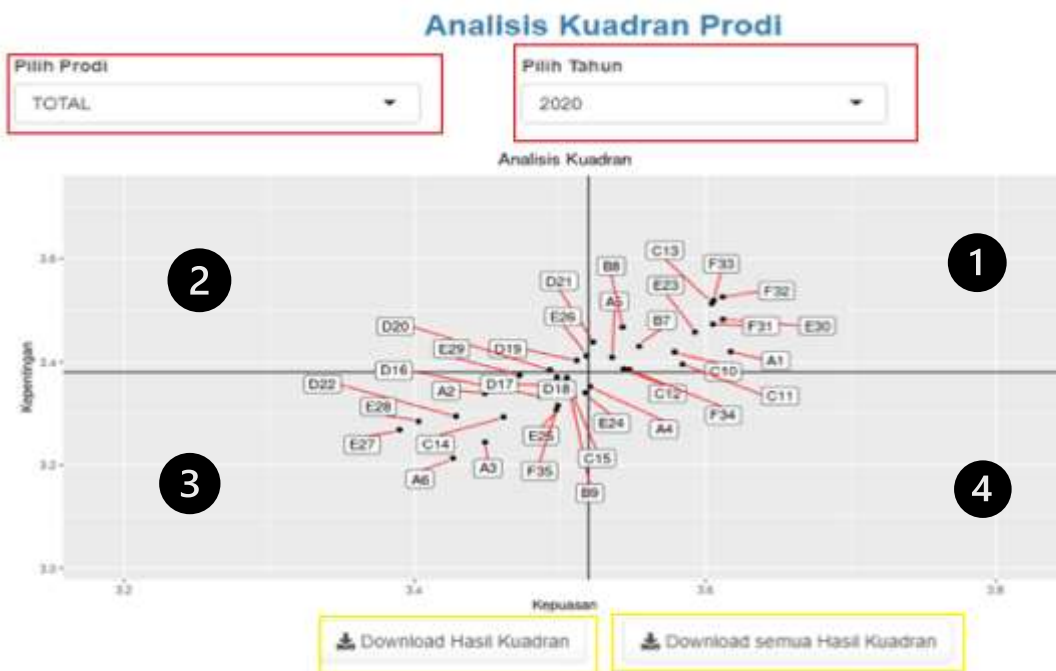 Analisis Kuadran Prodi
Pilih Prodi
Pilih Tahun
TOTAL
2020
Analisis Kuadran
1
2
3
4
C13
F33
B8
D21
E23
F32
A5
E26
B7
F31
E30
D20
E29
D19
A1
D16
C10
D22
A2
D17
D18
C11
C12
E28
E24
F34
A4
E27
C14
E25
C15
A6
A3
F35
B9
3.6
3.4
3.2
3.0
Kepentingan
3.2
3.4
3.6
3.8
Kepuasan
Download Hasil Kuadran
Download semua Hasil Kuadran